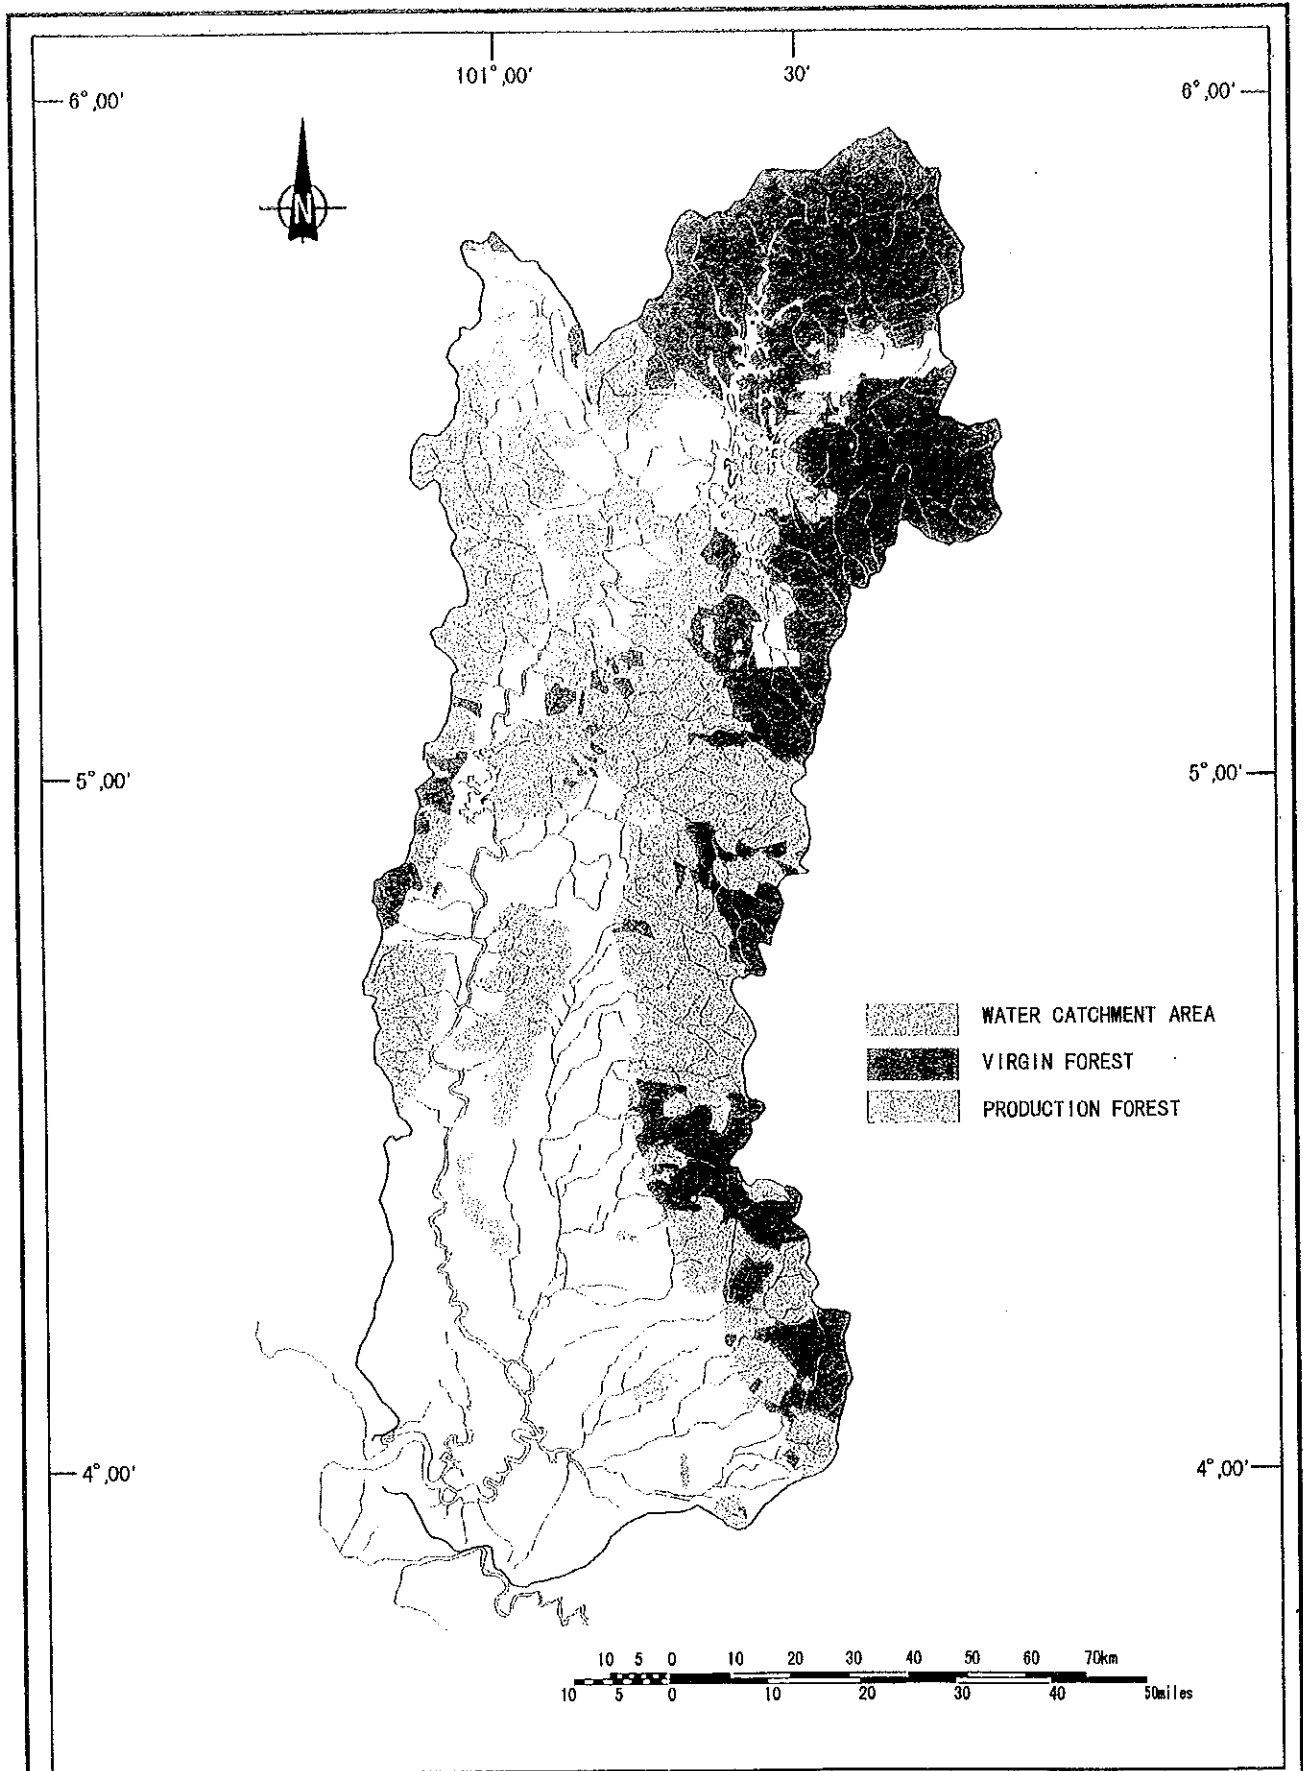 101°,00'
30'
6°,00'
6°,00'
N
5°,00'
5°,00'
WATER CATCHMENT AREA
VIRGIN FOREST
PRODUCTION FOREST
4°,00'
4°,00'
10 5 0 10 20 30 40 50 60 70km
10 5 0 10 20 30 40 50miles